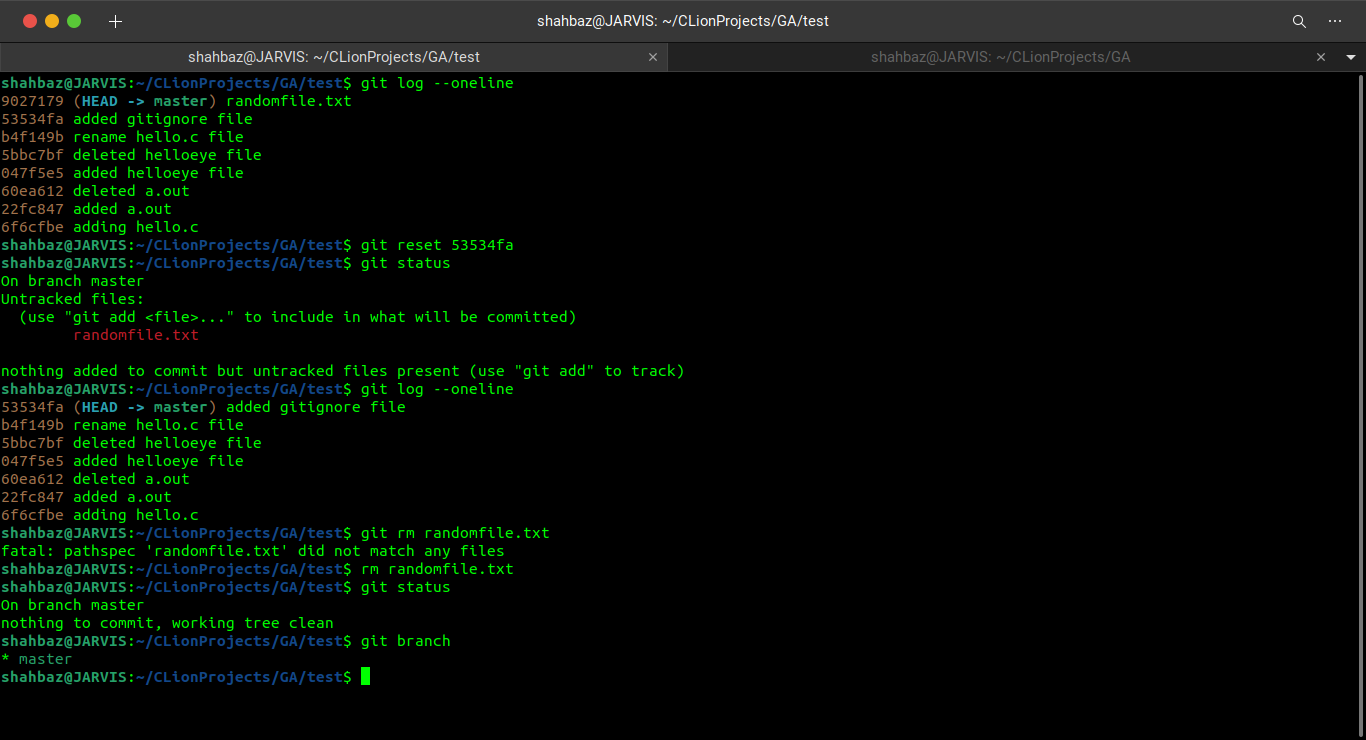 shahbaz@JARVIS: ~/CLionProjects/GA/test
shahbaz@JARVIS: ~/CLionProjects/GA/test
shahbaz@JARVIS: ~/CLionProjects/GA
shahbaz@JARVIS:~/CLionProjects/GA/test$ git log --oneline
9027179 (HEAD -> master) randomfile.txt
53534fa added gitignore file
b4f149b rename hello.c file
5bbc7bf deleted helloeye file
047f5e5 added helloeye file
60ea612 deleted a.out
22fc847 added a.out
6f6cfbe adding hello.c
shahbaz@JARVIS:~/CLionProjects/GA/test$ git reset 53534fa
shahbaz@JARVIS:~/CLionProjects/GA/test$ git status
On branch master
Untracked files:
  (use "git add <file>..." to include in what will be committed)
        randomfile.txt
nothing added to commit but untracked files present (use "git add" to track)
shahbaz@JARVIS:~/CLionProjects/GA/test$ git log --oneline
53534fa (HEAD -> master) added gitignore file
b4f149b rename hello.c file
5bbc7bf deleted helloeye file
047f5e5 added helloeye file
60ea612 deleted a.out
22fc847 added a.out
6f6cfbe adding hello.c
shahbaz@JARVIS:~/CLionProjects/GA/test$ git rm randomfile.txt
fatal: pathspec 'randomfile.txt' did not match any files
shahbaz@JARVIS:~/CLionProjects/GA/test$ rm randomfile.txt
shahbaz@JARVIS:~/CLionProjects/GA/test$ git status
On branch master
nothing to commit, working tree clean
shahbaz@JARVIS:~/CLionProjects/GA/test$ git branch
* master
shahbaz@JARVIS:~/CLionProjects/GA/test$